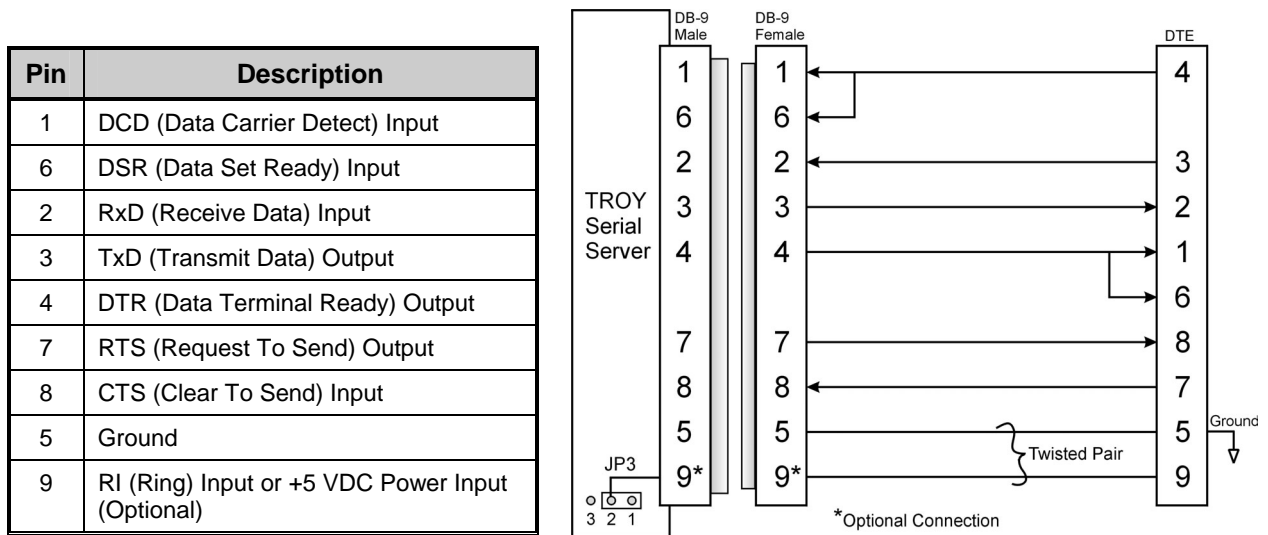 Pin Description
1 DCD (Data Carrier Detect) Input
6 DSR (Data Set Ready) Input
2 RxD (Receive Data) Input
3 TxD (Transmit Data) Output
4 DTR (Data Terminal Ready) Output
7 RTS (Request To Send) Output
8 CTS (Clear To Send) Input
5 Ground
9 RI (Ring) Input or +5 VDC Power Input
(Optional)
DB-9 DB-9
Male Female DTE
1 1 4
6 6
2 2 3
TROY
Serial
Server
3 3 2
4 4 1
6
7 7 8
8 8 7
5 5 5 Ground
Twisted Pair
JP3
9* 9* 9
3 2 1
*Optional Connection